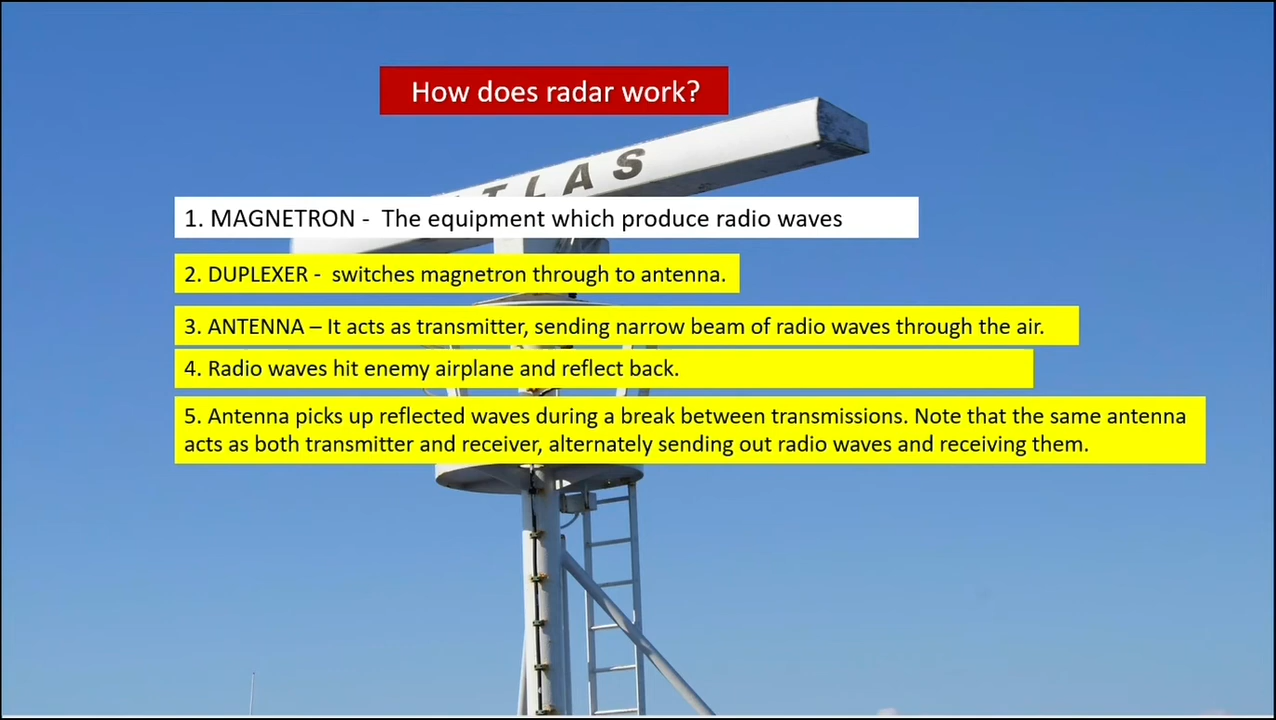 How does radar work?
ATLAS
1. MAGNETRON - The equipment which produce radio waves
2. DUPLEXER - switches magnetron through to antenna.
3. ANTENNA – It acts as transmitter, sending narrow beam of radio waves through the air.
4. Radio waves hit enemy airplane and reflect back.
5. Antenna picks up reflected waves during a break between transmissions. Note that the same antenna
acts as both transmitter and receiver, alternately sending out radio waves and receiving them.